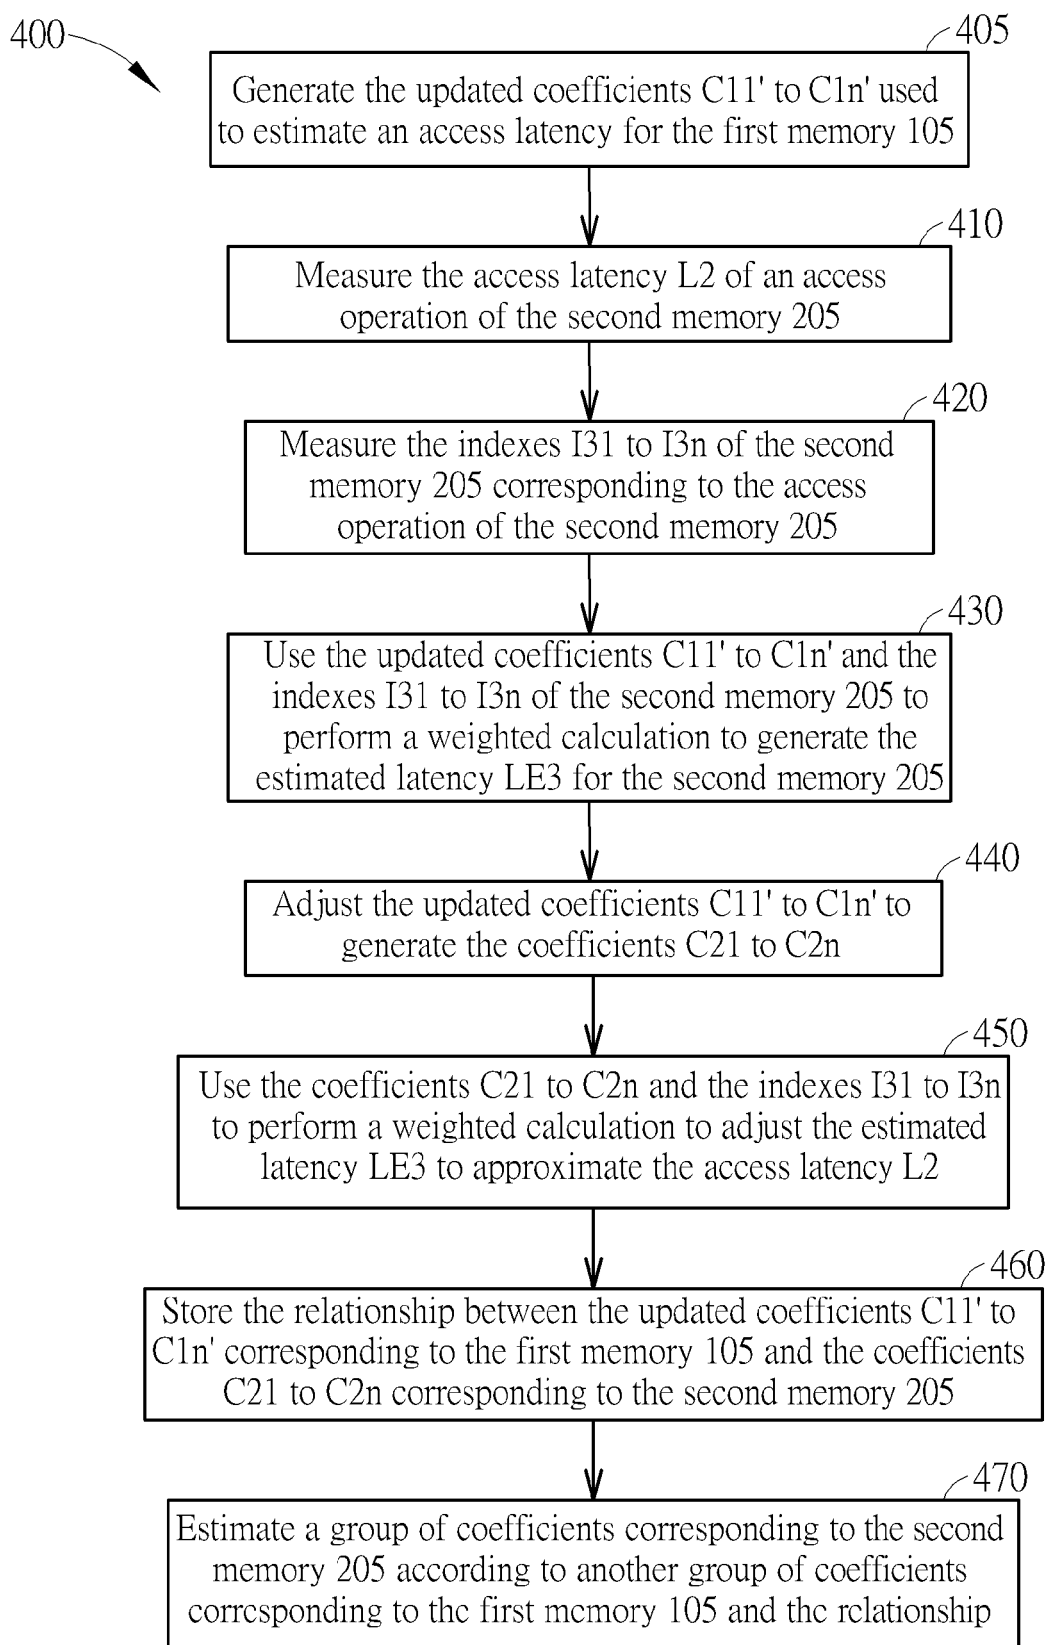 400
405
Generate the updated coefficients C11' to C1n' used
to estimate an access latency for the first memory 105
410
Measure the access latency L2 of an access
operation of the second memory 205
420
Measure the indexes I31 to I3n of the second
memory 205 corresponding to the access
operation of the second memory 205
430
Use the updated coefficients C11' to C1n' and the
indexes I31 to I3n of the second memory 205 to
perform a weighted calculation to generate the
estimated latency LE3 for the second memory 205
440
Adjust the updated coefficients C11' to C1n' to
generate the coefficients C21 to C2n
450
Use the coefficients C21 to C2n and the indexes I31 to I3n
to perform a weighted calculation to adjust the estimated
latency LE3 to approximate the access latency L2
460
Store the relationship between the updated coefficients C11' to
C1n' corresponding to the first memory 105 and the coefficients
C21 to C2n corresponding to the second memory 205
470
Estimate a group of coefficients corresponding to the second
memory 205 according to another group of coefficients
corresponding to the first memory 105 and the relationship